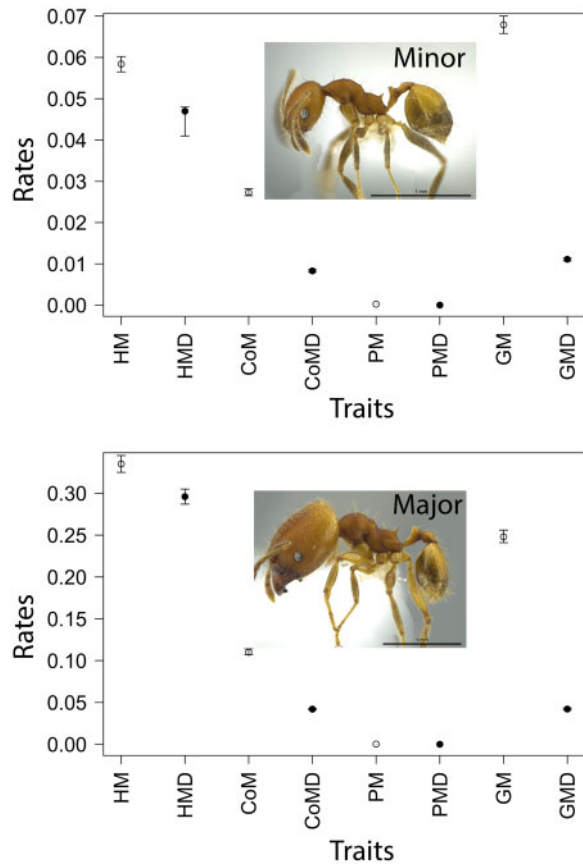 0.07
0.06
0.05
0.04
0.03
0.02
0.01
0.00
Rates
Minor
1 mm
HM
HMD
CoM
CoMD
PM
PMD
GM
GMD
Traits
0.30
0.25
0.20
0.15
0.10
0.05
0.00
Rates
Major
HM
HMD
CoM
CoMD
PM
PMD
GM
GMD
Traits